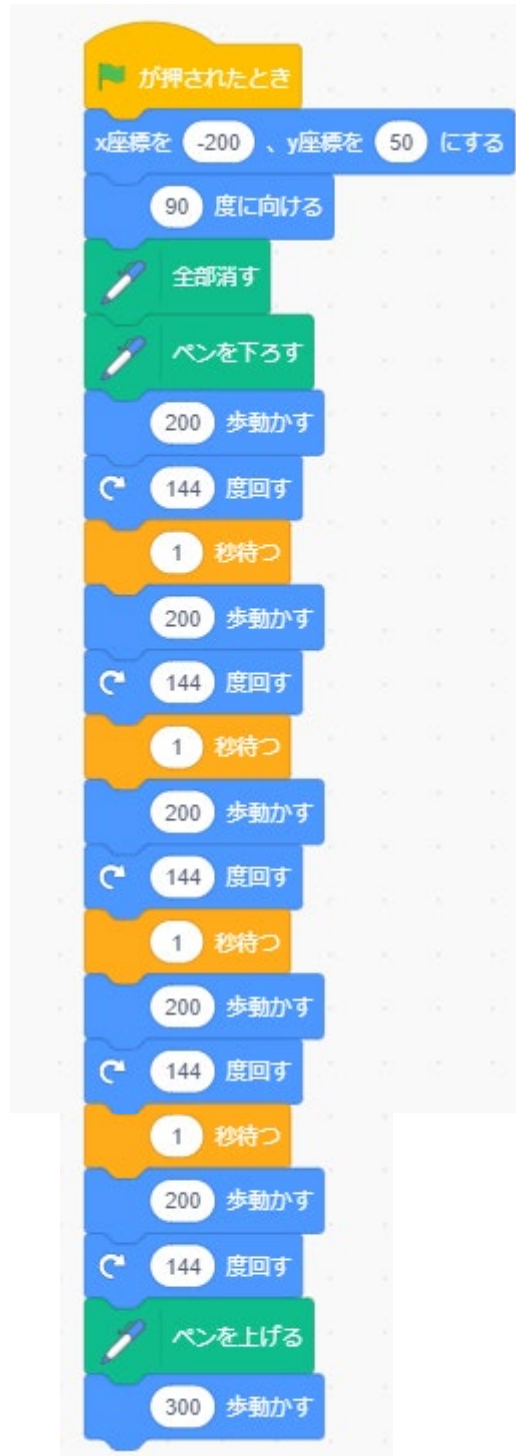 が押されたとき
x座標を -200 、y座標を 50 にする
90 度に向ける
全部消す
ペンを下ろす
200 歩動かす
144 度回す
1 秒待つ
200 歩動かす
144 度回す
1 秒待つ
200 歩動かす
144 度回す
1 秒待つ
200 歩動かす
144 度回す
1 秒待つ
200 歩動かす
144 度回す
ペンを上げる
300 歩動かす